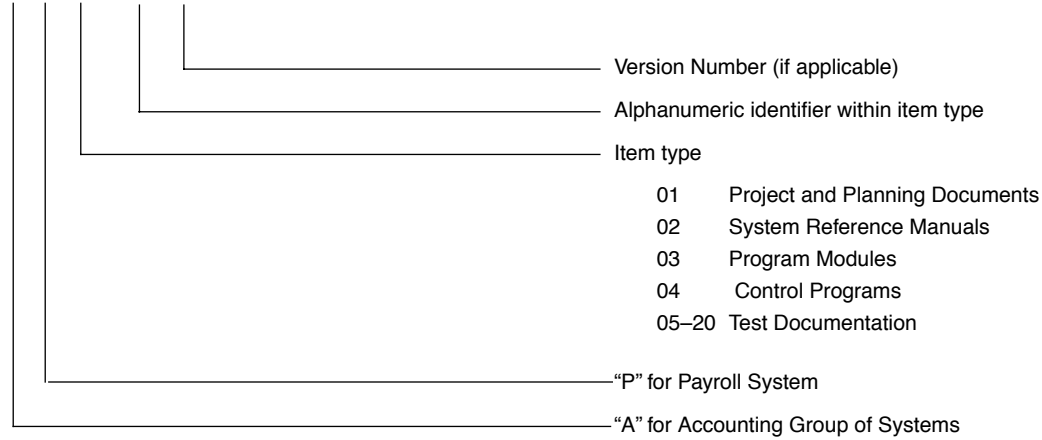 Version Number (if applicable)
Alphanumeric identifier within item type
Item type
01 Project and Planning Documents
02 System Reference Manuals
03 Program Modules
04 Control Programs
05–20 Test Documentation
“P” for Payroll System
“A” for Accounting Group of Systems